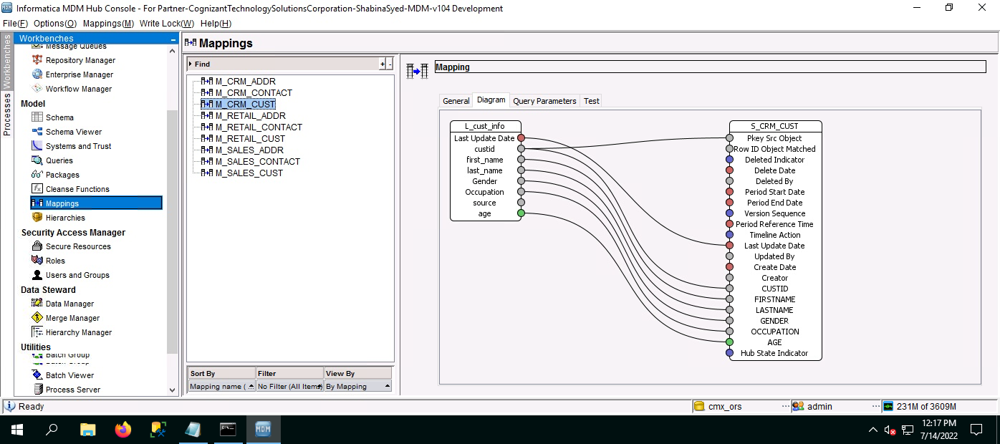 Informatica MDM Hub Console - For Partner-CognizantTechnologySolutionsCorporation-ShabinaSyed-MDM-v104 Development
File(F) Options(O) Mappings(M) Write Lock(W) Help(H)
Workbenches
Processes
Workbenches
Message Queues
Repository Manager
Enterprise Manager
Workflow Manager
Model
Schema
Schema Viewer
Systems and Trust
Queries
Packages
Cleanse Functions
Mappings
Hierarchies
Security Access Manager
Secure Resources
Roles
Users and Groups
Data Steward
Data Manager
Merge Manager
Hierarchy Manager
Utilities
Batch Group
Batch Viewer
Process Server
Mappings
Find
+ -
M_CRM_ADDR
M_CRM_CONTACT
M_CRM_CUST
M_RETAIL_ADDR
M_RETAIL_CONTACT
M_RETAIL_CUST
M_SALES_ADDR
M_SALES_CONTACT
M_SALES_CUST
Sort By Filter View By
Mapping name ( No Filter (All Items) By Mapping
Mapping
General Diagram Query Parameters Test
L_cust_info
Last Update Date
custid
first_name
last_name
Gender
Occupation
source
age
S_CRM_CUST
Pkey Src Object
Row ID Object Matched
Deleted Indicator
Delete Date
Deleted By
Period Start Date
Period End Date
Version Sequence
Period Reference Time
Timeline Action
Last Update Date
Updated By
Create Date
Creator
CUSTID
FIRSTNAME
LASTNAME
GENDER
OCCUPATION
AGE
Hub State Indicator
Ready cmx_ors ... admin ... 231M of 3609M
MDM
12:17 PM
7/14/2022